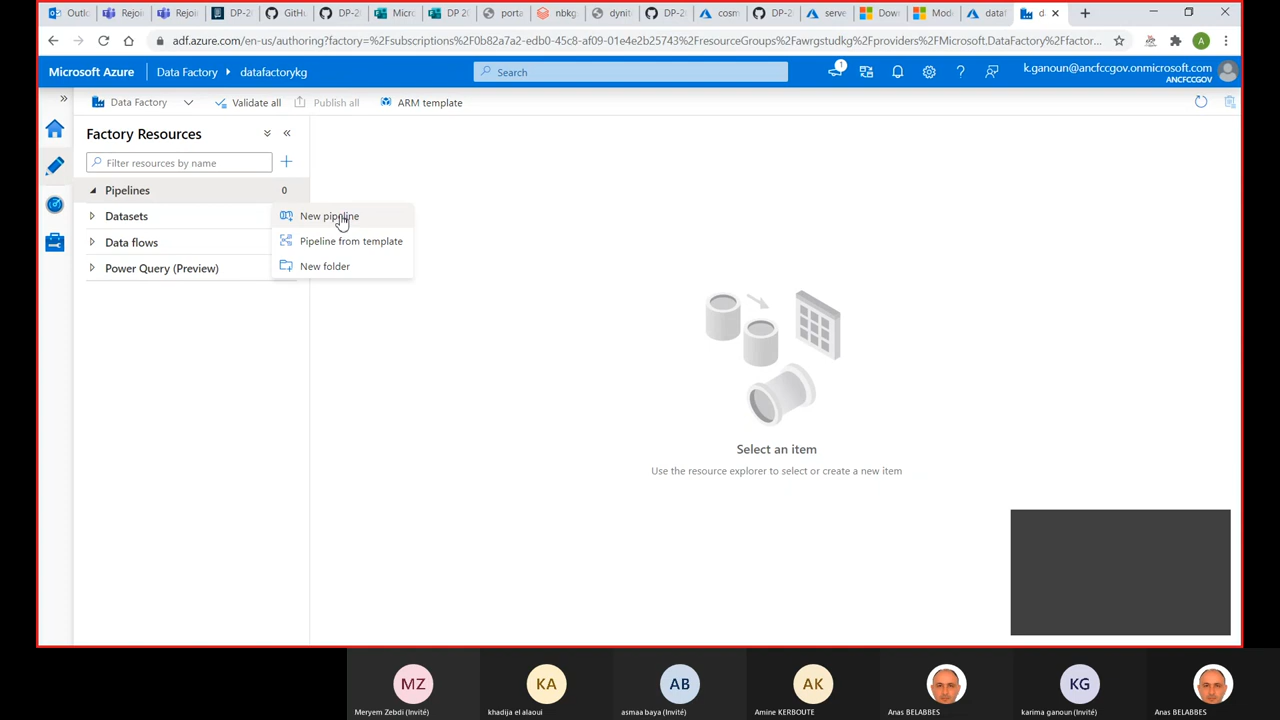 Outlo
Rejoi
Rejoi
DP-2
GitHu
DP-2
Micr
DP 20
porta
nbkg
dynit
DP-2
cosm
DP-2
serve
Dow
Mod
data
d
adf.azure.com/en-us/authoring?factory=%2Fsubscriptions%2F0b82a7a2-edb0-45c8-af09-01e4e2b25743%2FresourceGroups%2Fawrgstudkg%2Fproviders%2FMicrosoft.DataFactory%2Ffactor...
A
Microsoft Azure
Data Factory
datafactorykg
Search
1
k.ganoun@ancfccgov.onmicrosoft.com
ANCFCCGOV
Data Factory
Validate all
Publish all
ARM template
Factory Resources
Filter resources by name
Pipelines 0
Datasets
Data flows
Power Query (Preview)
New pipeline
Pipeline from template
New folder
Select an item
Use the resource explorer to select or create a new item
MZ
KA
AB
AK
KG
Meryem Zebdi (Invité)
khadija el alaoui
asmaa baya (Invité)
Amine KERBOUTE
Anas BELABBES
karima ganoun (Invité)
Anas BELABBES